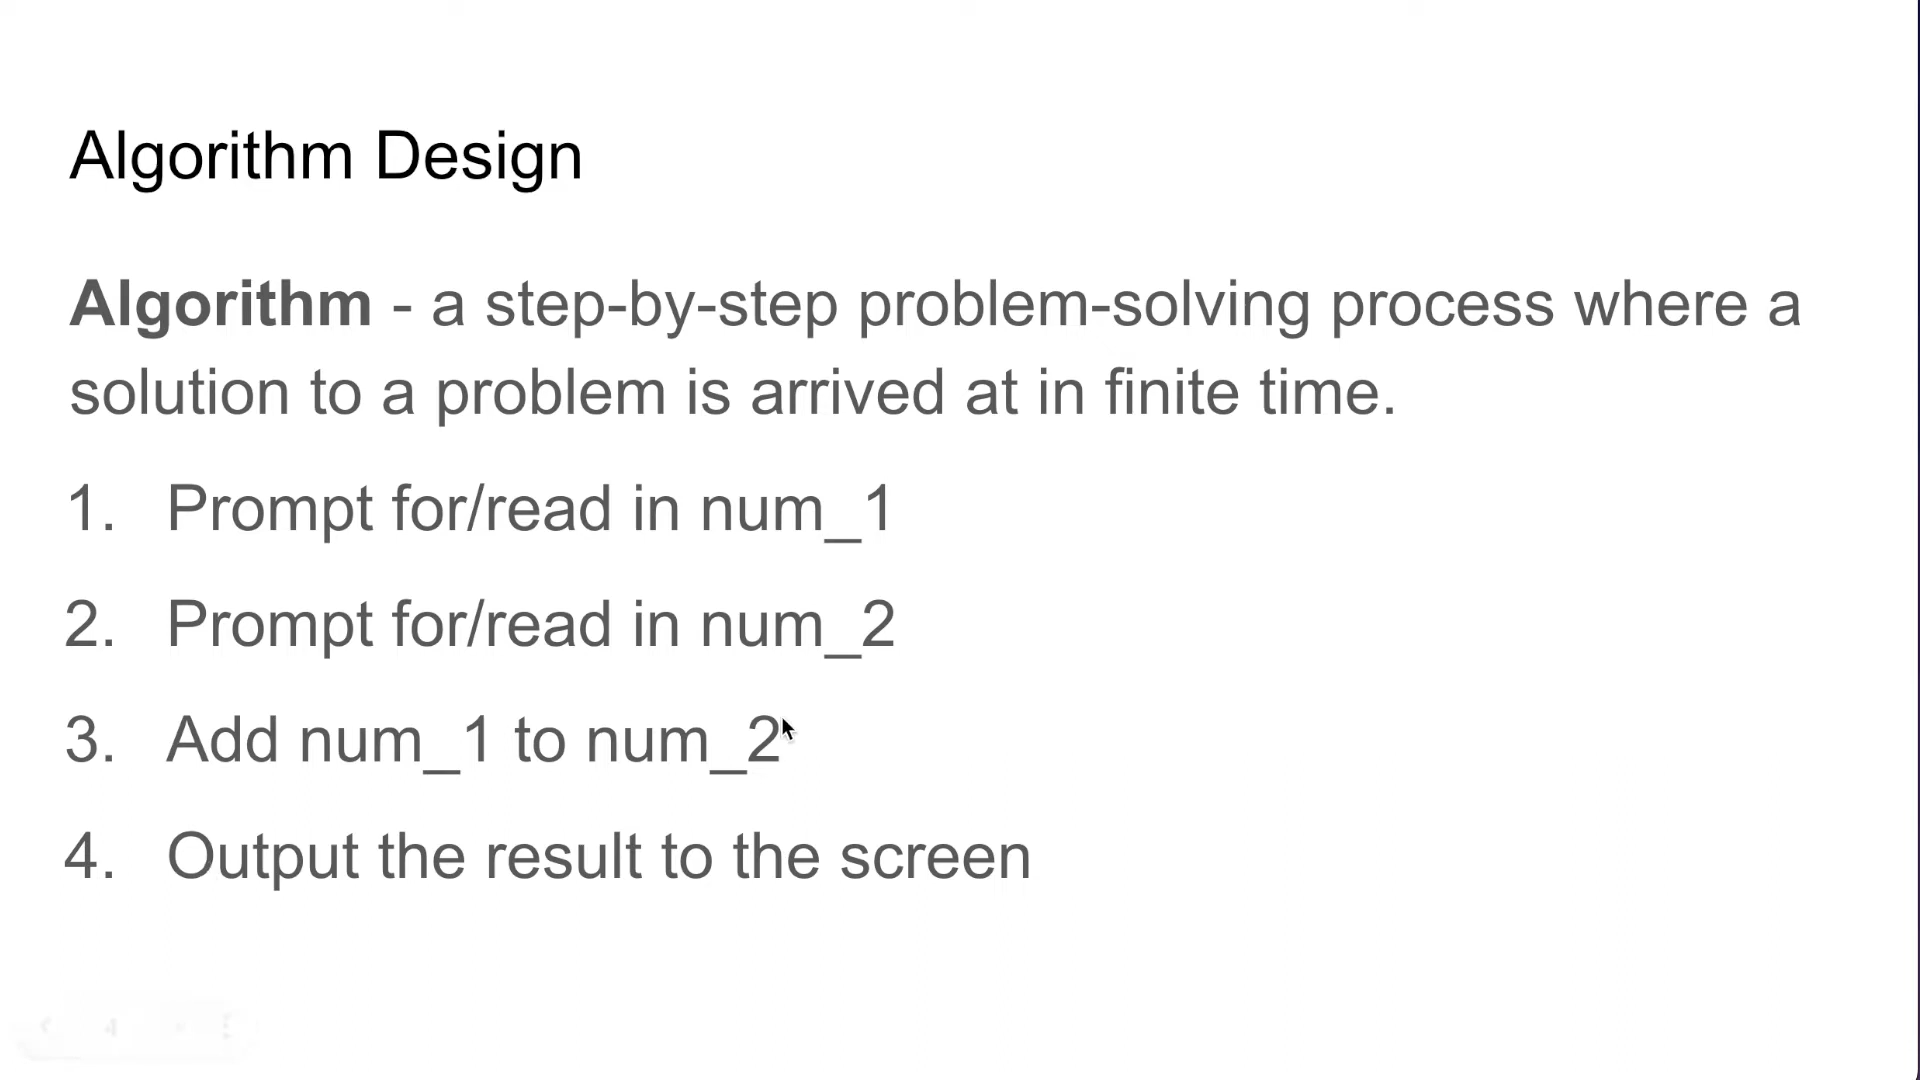 Algorithm Design
Algorithm - a step-by-step problem-solving process where a
solution to a problem is arrived at in finite time.
1. Prompt for/read in num_1
2. Prompt for/read in num_2
3. Add num_1 to num_2
4. Output the result to the screen
4